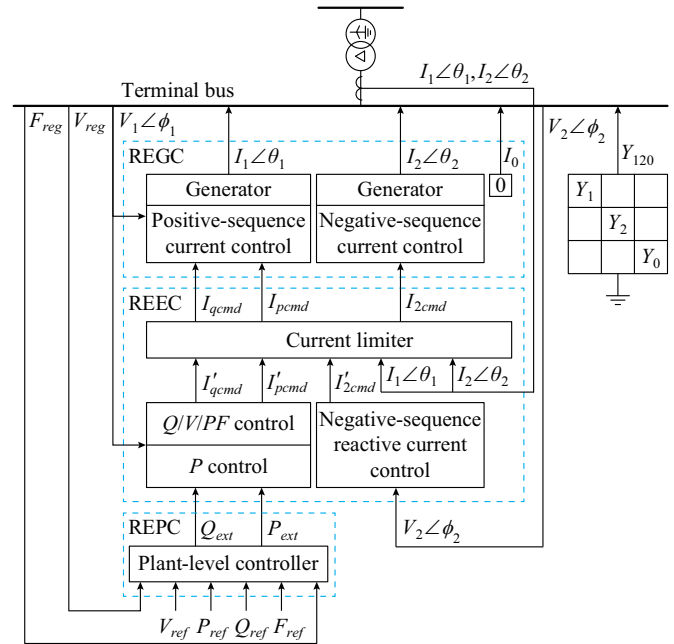 I₁∠θ₁, I₂∠θ₂
Terminal bus
F_reg
V_reg
V₁∠ϕ₁
V₂∠ϕ₂
I₁∠θ₁
I₂∠θ₂
I₀
Y₁₂₀
REGC
Generator
Generator
0
Positive-sequence
current control
Negative-sequence
current control
Y₁
Y₂
Y₀
REEC
I_qcmd
I_pcmd
I_2cmd
Current limiter
I′_qcmd
I′_pcmd
I′_2cmd
I₁∠θ₁
I₂∠θ₂
Q/V/PF control
P control
Negative-sequence
reactive current
control
REPC
Q_ext
P_ext
V₂∠ϕ₂
Plant-level controller
V_ref P_ref Q_ref F_ref